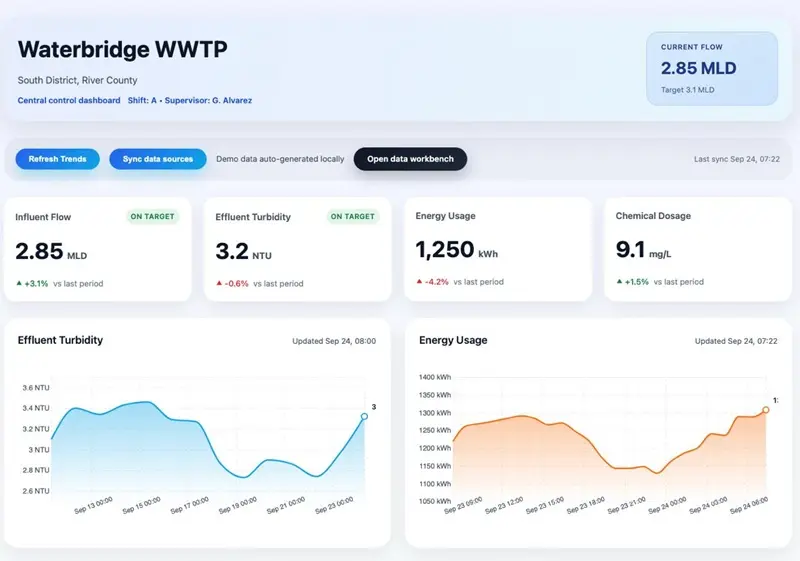 Waterbridge WWTP
South District, River County
Central control dashboard Shift: A • Supervisor: G. Alvarez
CURRENT FLOW
2.85 MLD
Target 3.1 MLD
Refresh Trends
Sync data sources
Demo data auto-generated locally
Open data workbench
Last sync Sep 24, 07:22
Influent Flow
ON TARGET
2.85 MLD
▲ +3.1% vs last period
Effluent Turbidity
ON TARGET
3.2 NTU
▲ -0.6% vs last period
Energy Usage
1,250 kWh
▲ -4.2% vs last period
Chemical Dosage
9.1 mg/L
▲ +1.5% vs last period
Effluent Turbidity
Updated Sep 24, 08:00
3.6 NTU
3.4 NTU
3.2 NTU
3 NTU
2.8 NTU
2.6 NTU
3
Sep 13 00:00
Sep 15 00:00
Sep 17 00:00
Sep 19 00:00
Sep 21 00:00
Sep 23 00:00
Energy Usage
Updated Sep 24, 07:22
1400 kWh
1350 kWh
1300 kWh
1250 kWh
1200 kWh
1150 kWh
1100 kWh
1050 kWh
Sep 23 09:00
Sep 23 12:00
Sep 23 15:00
Sep 23 18:00
Sep 23 21:00
Sep 24 00:00
Sep 24 03:00
Sep 24 06:00